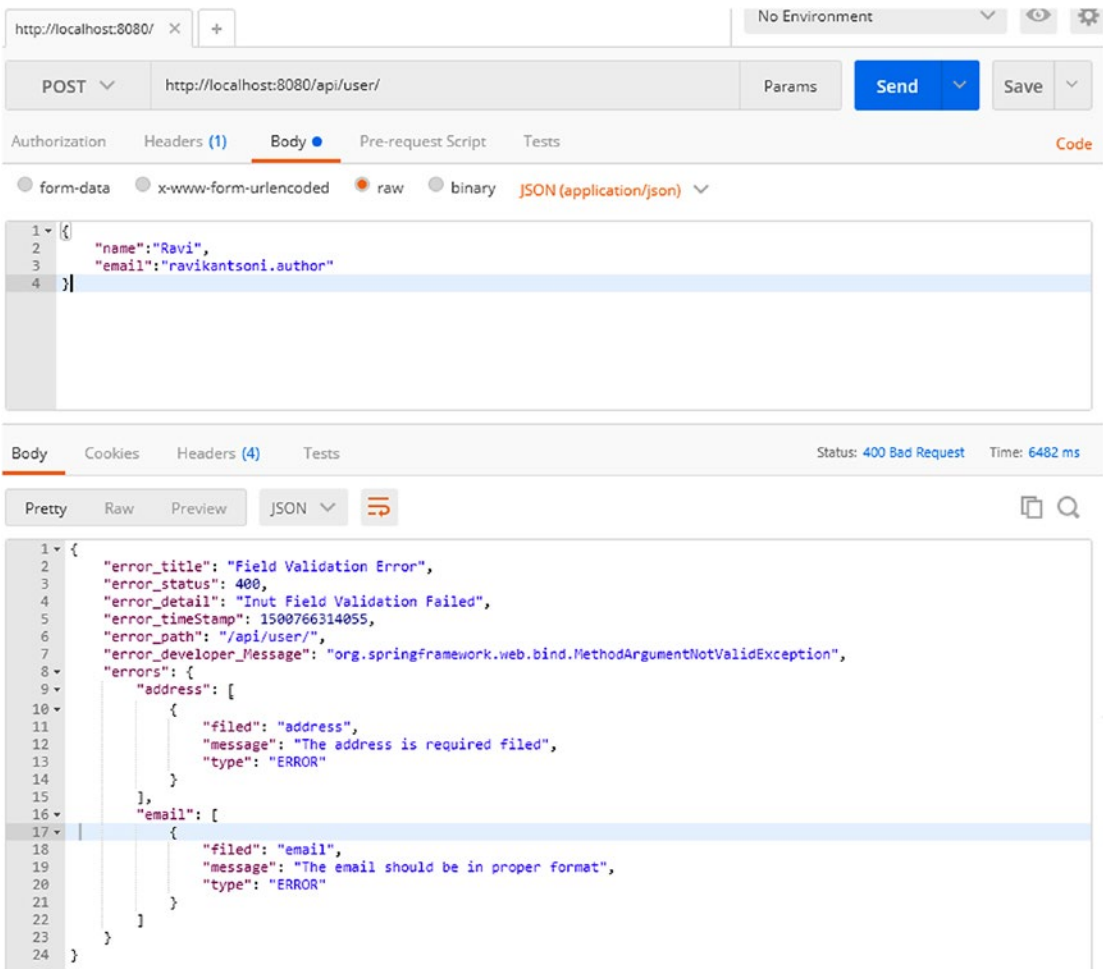 http://localhost:8080/ × +
No Environment
POST http://localhost:8080/api/user/ Params Send Save
Authorization Headers (1) Body Pre-request Script Tests Code
form-data x-www-form-urlencoded raw binary JSON (application/json)
1 {
2 "name":"Ravi",
3 "email":"ravikantsoni.author"
4 }
Body Cookies Headers (4) Tests Status: 400 Bad Request Time: 6482 ms
Pretty Raw Preview JSON
1 {
2 "error_title": "Field Validation Error",
3 "error_status": 400,
4 "error_detail": "Inut Field Validation Failed",
5 "error_timeStamp": 1500766314055,
6 "error_path": "/api/user/",
7 "error_developer_Message": "org.springframework.web.bind.MethodArgumentNotValidException",
8 "errors": {
9 "address": [
10 {
11 "filed": "address",
12 "message": "The address is required filed",
13 "type": "ERROR"
14 }
15 ],
16 "email": [
17 {
18 "filed": "email",
19 "message": "The email should be in proper format",
20 "type": "ERROR"
21 }
22 ]
23 }
24 }